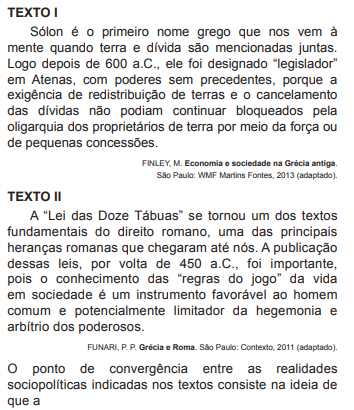 TEXTO I
Sólon é o primeiro nome grego que nos vem à
mente quando terra e dívida são mencionadas juntas.
Logo depois de 600 a.C., ele foi designado “legislador”
em Atenas, com poderes sem precedentes, porque a
exigência de redistribuição de terras e o cancelamento
das dívidas não podiam continuar bloqueados pela
oligarquia dos proprietários de terra por meio da força ou
de pequenas concessões.
FINLEY, M. Economia e sociedade na Grécia antiga.
São Paulo: WMF Martins Fontes, 2013 (adaptado).
TEXTO II
A “Lei das Doze Tábuas” se tornou um dos textos
fundamentais do direito romano, uma das principais
heranças romanas que chegaram até nós. A publicação
dessas leis, por volta de 450 a.C., foi importante,
pois o conhecimento das “regras do jogo” da vida
em sociedade é um instrumento favorável ao homem
comum e potencialmente limitador da hegemonia e
arbítrio dos poderosos.
FUNARI, P. P. Grécia e Roma. São Paulo: Contexto, 2011 (adaptado).
O ponto de convergência entre as realidades
sociopolíticas indicadas nos textos consiste na ideia de
que a